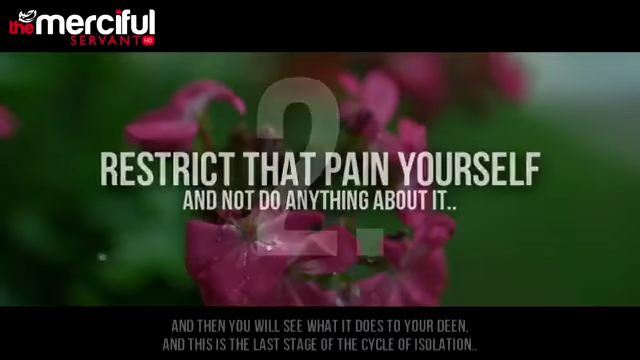 the merciful
SERVANT HD
2.
RESTRICT THAT PAIN YOURSELF
AND NOT DO ANYTHING ABOUT IT..
AND THEN YOU WILL SEE WHAT IT DOES TO YOUR DEEN,
AND THIS IS THE LAST STAGE OF THE CYCLE OF ISOLATION..